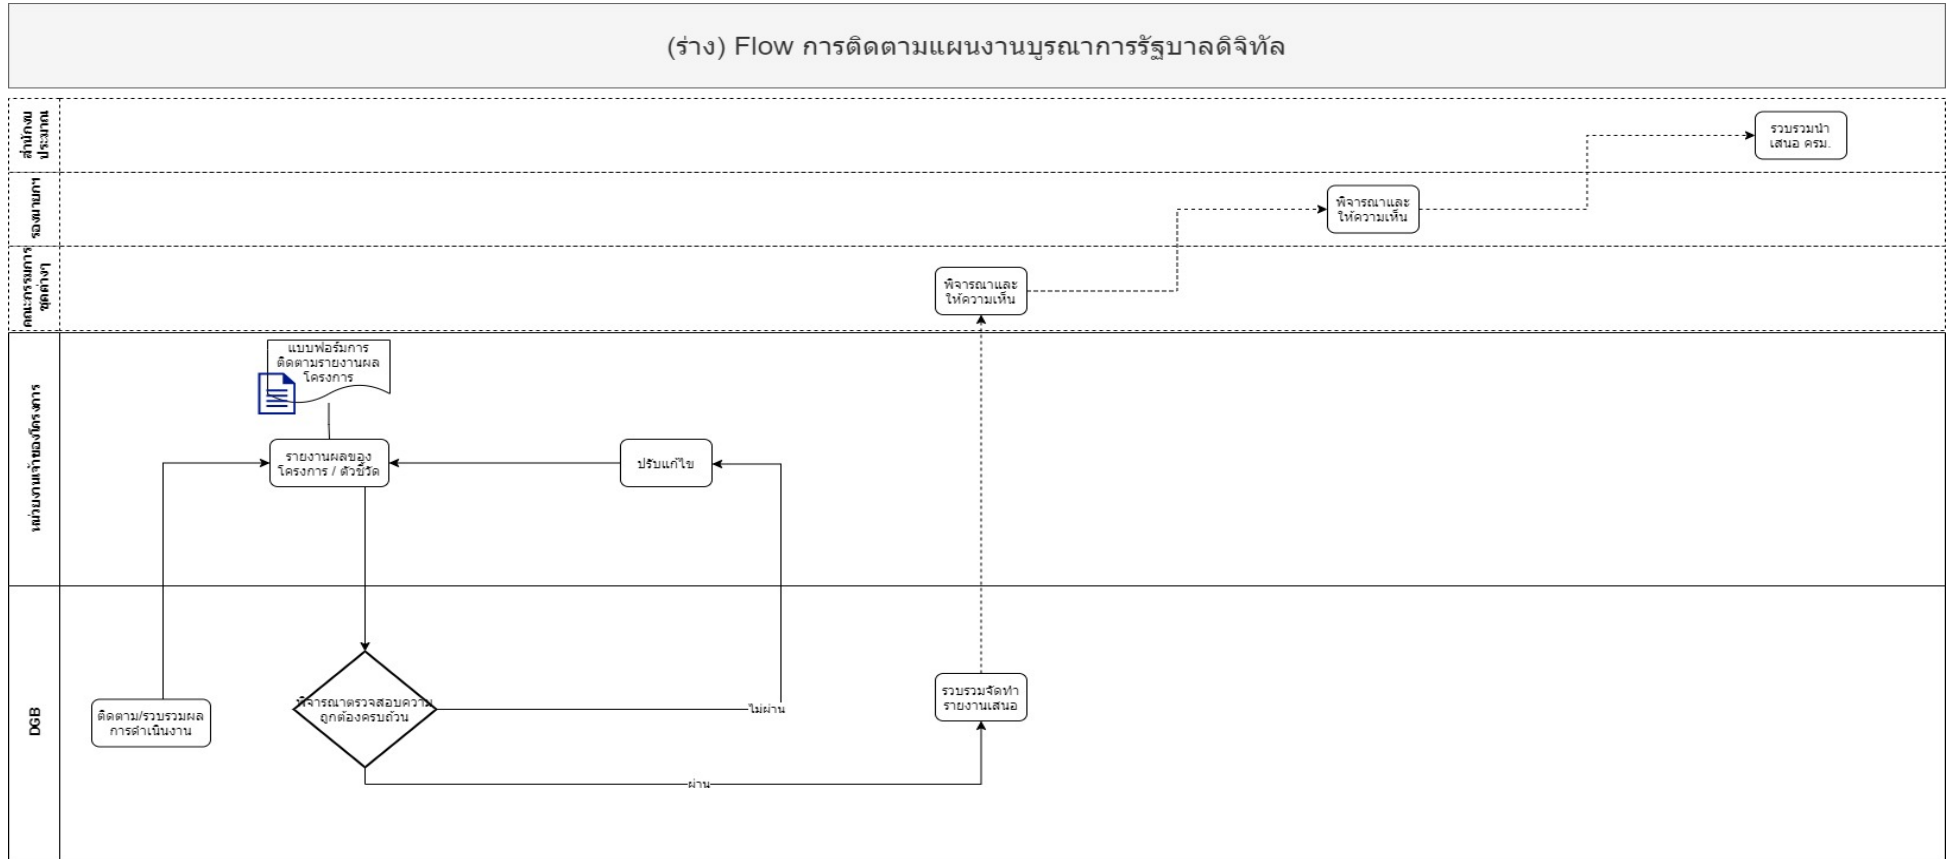 (ร่าง) Flow การติดตามแผนงานบูรณาการรัฐบาลดิจิทัล
สำนักงบ
ประมาณ
รวบรวมนำ
เสนอ ครม.
รองนายกฯ
พิจารณาและ
ให้ความเห็น
คณะกรรมการ
ชุดต่างๆ
พิจารณาและ
ให้ความเห็น
หน่วยงานเจ้าของโครงการ
แบบฟอร์มการ
ติดตามรายงานผล
โครงการ
รายงานผลของ
โครงการ / ตัวชี้วัด
ปรับแก้ไข
DGB
ติดตาม/รวบรวมผล
การดำเนินงาน
พิจารณาตรวจสอบความ
ถูกต้องครบถ้วน
ไม่ผ่าน
รวบรวมจัดทำ
รายงานเสนอ
ผ่าน